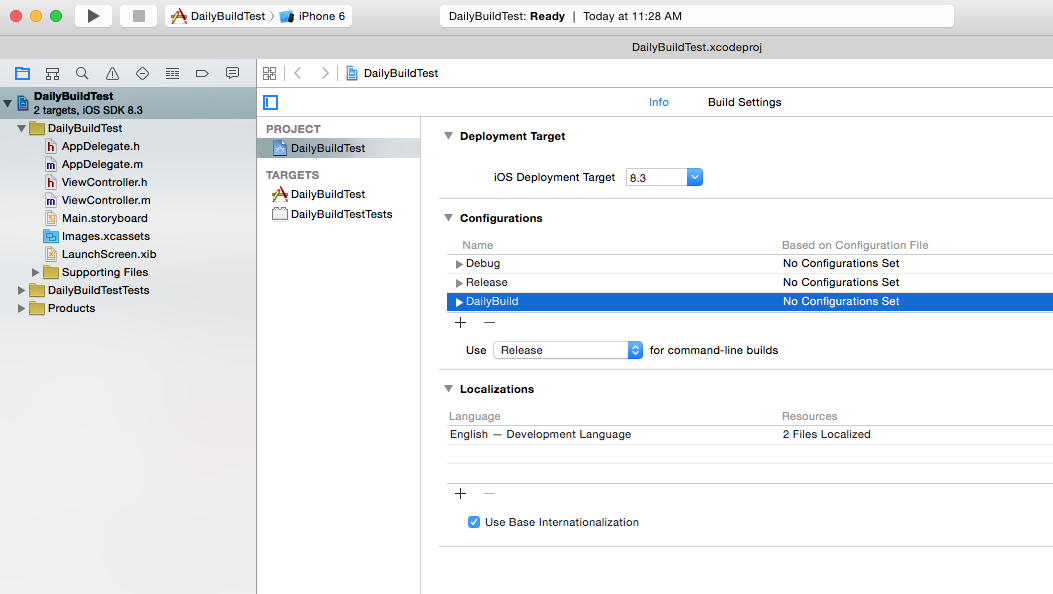 DailyBuildTest
iPhone 6
DailyBuildTest: Ready | Today at 11:28 AM
DailyBuildTest.xcodeproj
DailyBuildTest
2 targets, iOS SDK 8.3
DailyBuildTest
AppDelegate.h
AppDelegate.m
ViewController.h
ViewController.m
Main.storyboard
Images.xcassets
LaunchScreen.xib
Supporting Files
DailyBuildTestTests
Products
DailyBuildTest
Info
Build Settings
PROJECT
DailyBuildTest
TARGETS
DailyBuildTest
DailyBuildTestTests
Deployment Target
iOS Deployment Target 8.3
Configurations
Name Based on Configuration File
Debug No Configurations Set
Release No Configurations Set
DailyBuild No Configurations Set
Use Release for command-line builds
Localizations
Language Resources
English — Development Language 2 Files Localized
Use Base Internationalization